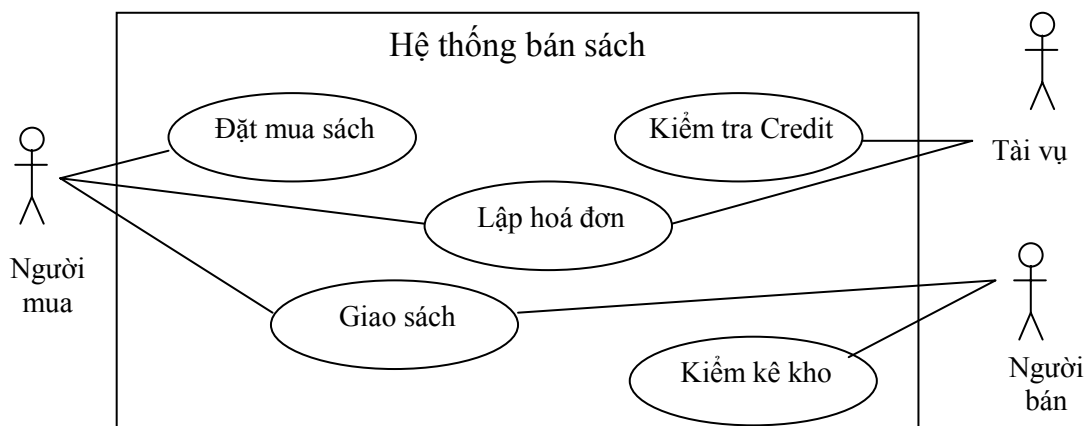 Hệ thống bán sách
Đặt mua sách
Kiểm tra Credit
Tài vụ
Lập hoá đơn
Người
mua
Giao sách
Kiểm kê kho
Người
bán